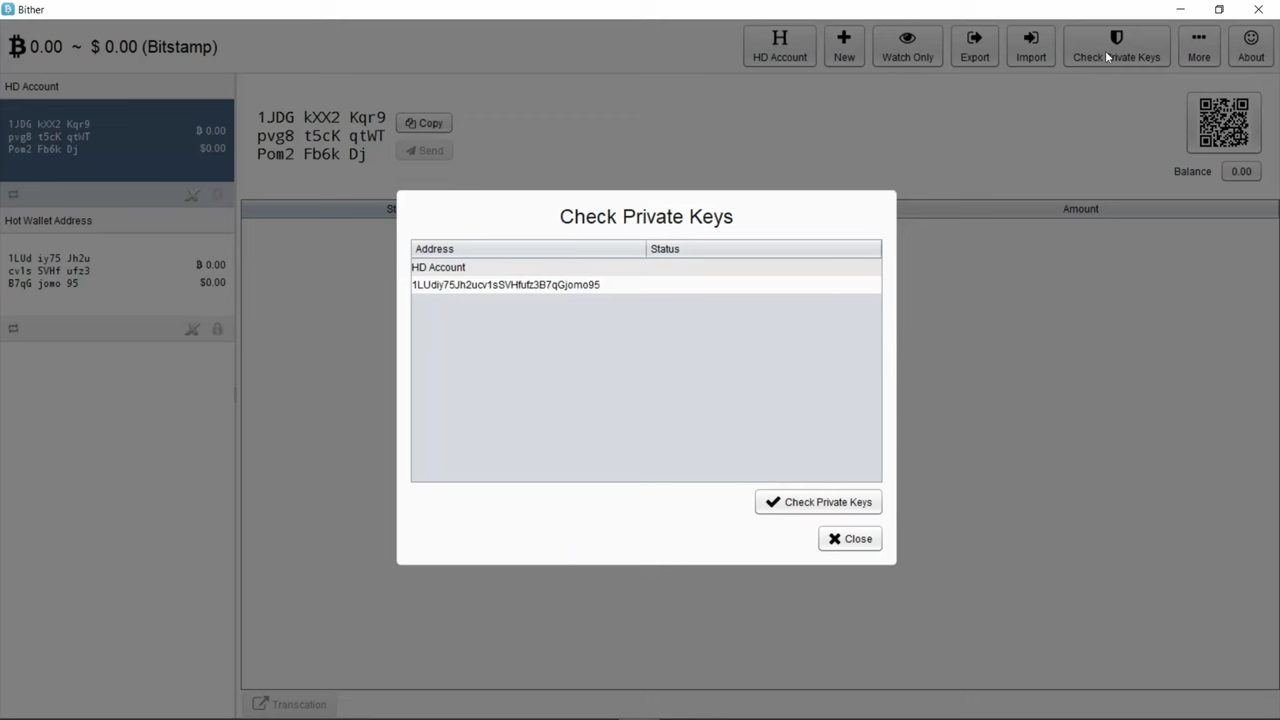 Bither
0.00 ~ $ 0.00 (Bitstamp)
HD Account
New
Watch Only
Export
Import
Check Private Keys
More
About
HD Account
1JDG kXX2 Kqr9
pvg8 t5cK qtWT
Pom2 Fb6k Dj
฿ 0.00
$0.00
Hot Wallet Address
1LUd iy75 Jh2u
cv1s SVHf ufz3
B7qG jomo 95
฿ 0.00
$0.00
1JDG kXX2 Kqr9
pvg8 t5cK qtWT
Pom2 Fb6k Dj
Copy
Send
Balance 0.00
St
Amount
Check Private Keys
Address Status
HD Account
1LUdiy75Jh2ucv1sSVHfufz3B7qGjomo95
Check Private Keys
Close
Transcation